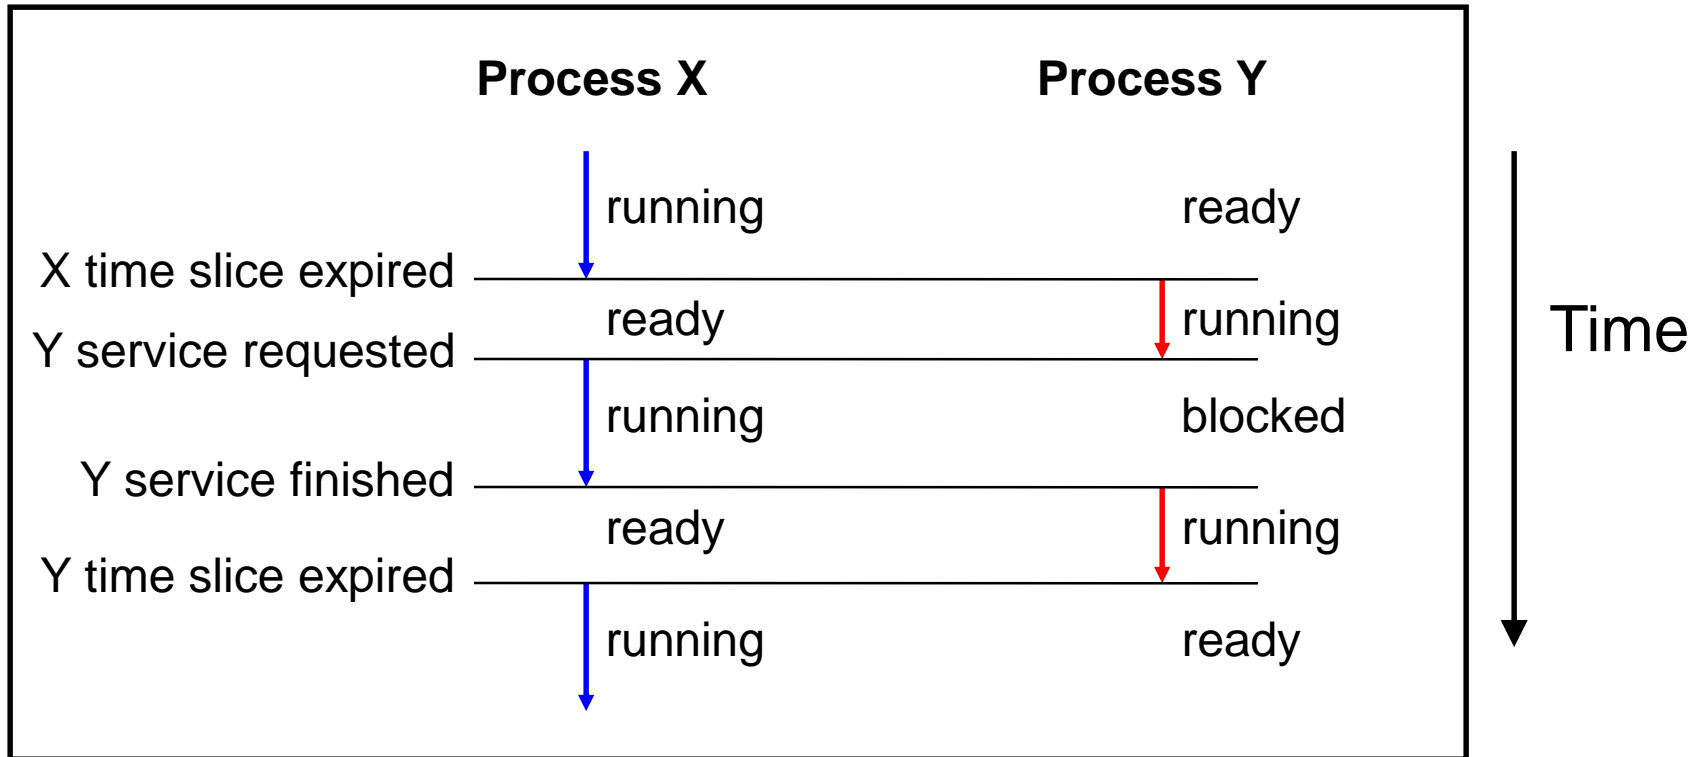 Process X Process Y
running ready
X time slice expired
ready running
Y service requested
running blocked
Y service finished
ready running
Y time slice expired
running ready
Time